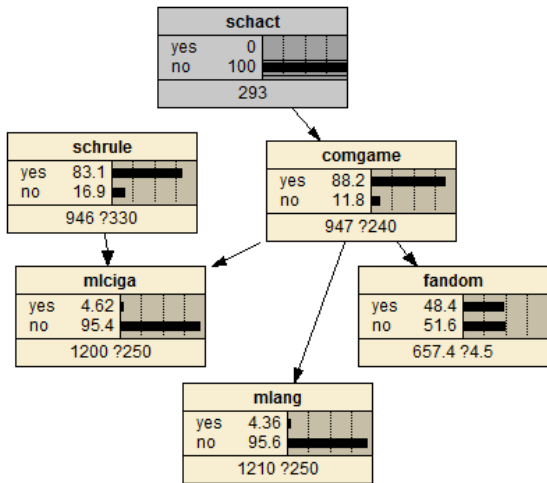 schact
yes 0
no 100
293
schrule
yes 83.1
no 16.9
946 ?330
comgame
yes 88.2
no 11.8
947 ?240
mlciga
yes 4.62
no 95.4
1200 ?250
fandom
yes 48.4
no 51.6
657.4 ?4.5
mlang
yes 4.36
no 95.6
1210 ?250